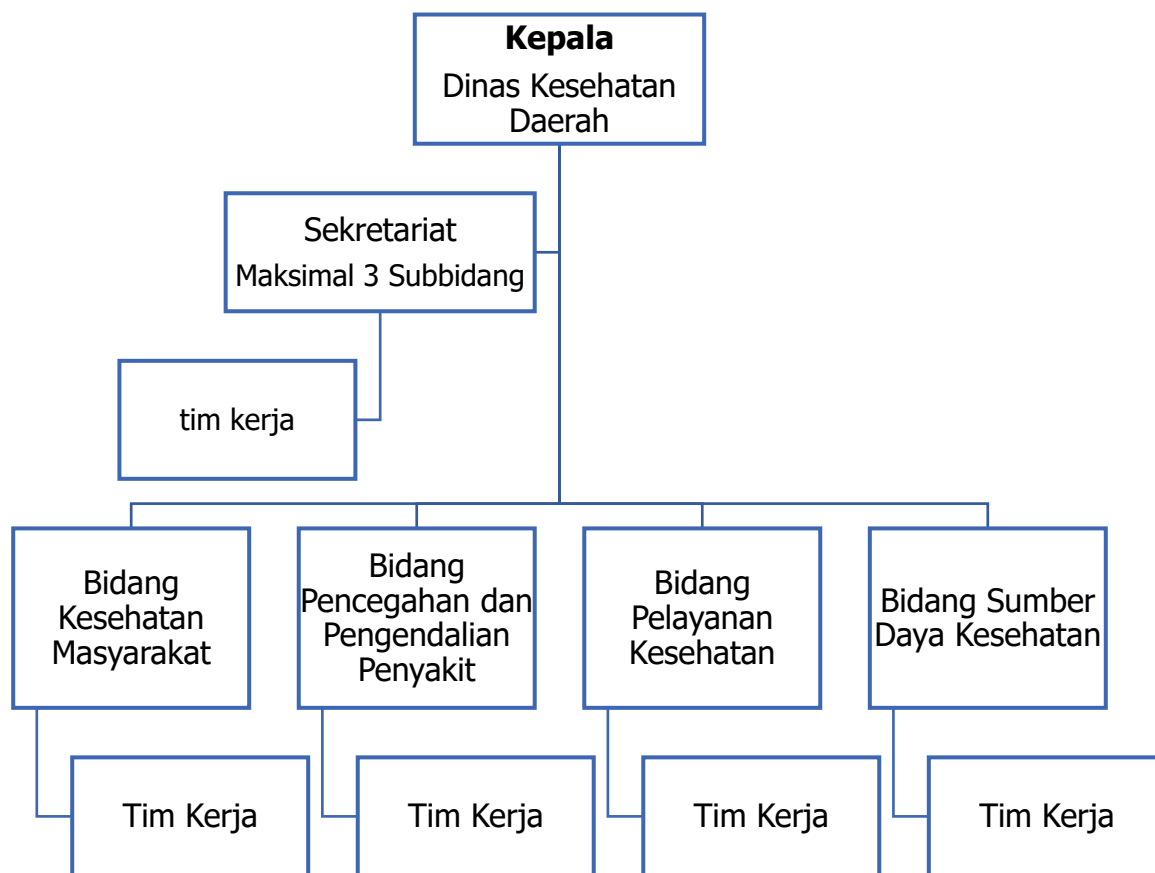 Kepala
Dinas Kesehatan
Daerah
Sekretariat
Maksimal 3 Subbidang
tim kerja
Bidang
Kesehatan
Masyarakat
Bidang
Pencegahan dan
Pengendalian
Penyakit
Bidang
Pelayanan
Kesehatan
Bidang Sumber
Daya Kesehatan
Tim Kerja
Tim Kerja
Tim Kerja
Tim Kerja